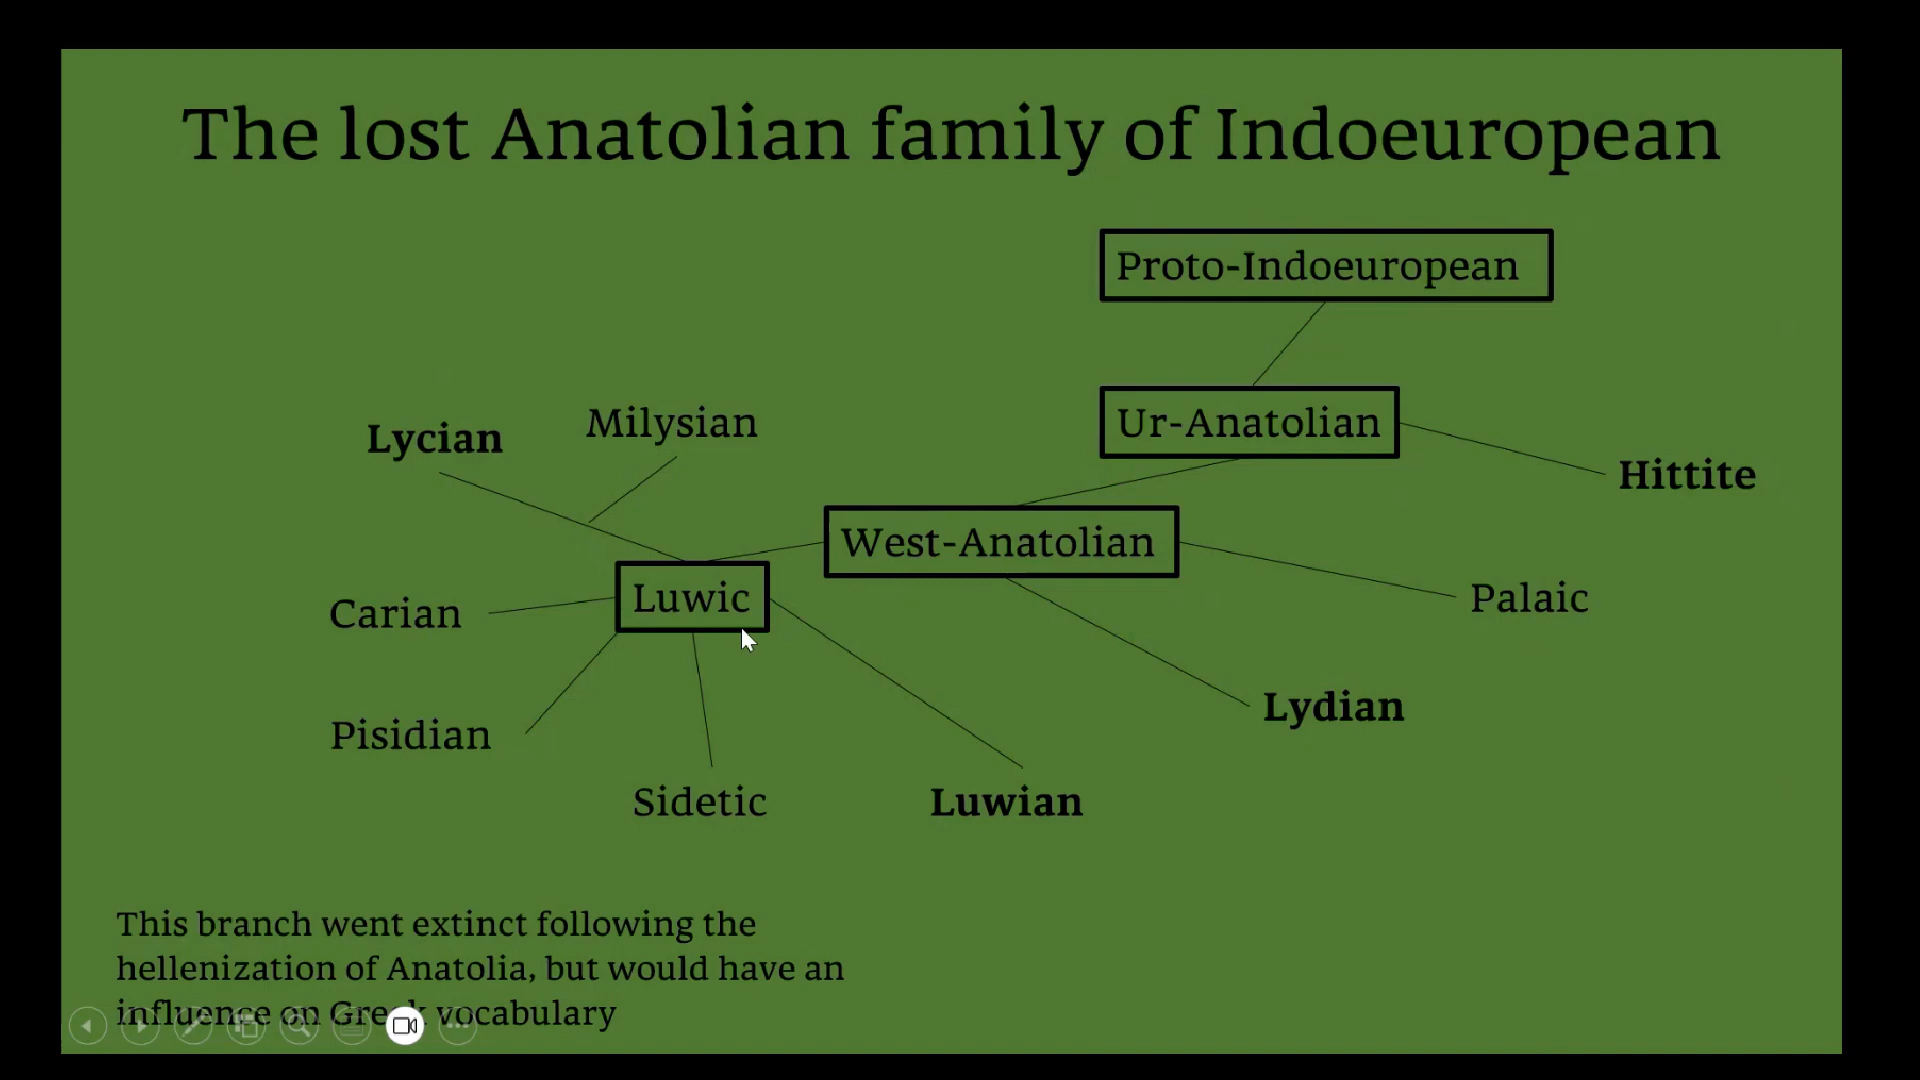 The lost Anatolian family of Indoeuropean
Proto-Indoeuropean
Ur-Anatolian
Lycian
Milysian
Hittite
West-Anatolian
Luwic
Palaic
Carian
Lydian
Pisidian
Sidetic
Luwian
This branch went extinct following the
hellenization of Anatolia, but would have an
influence on Greek vocabulary